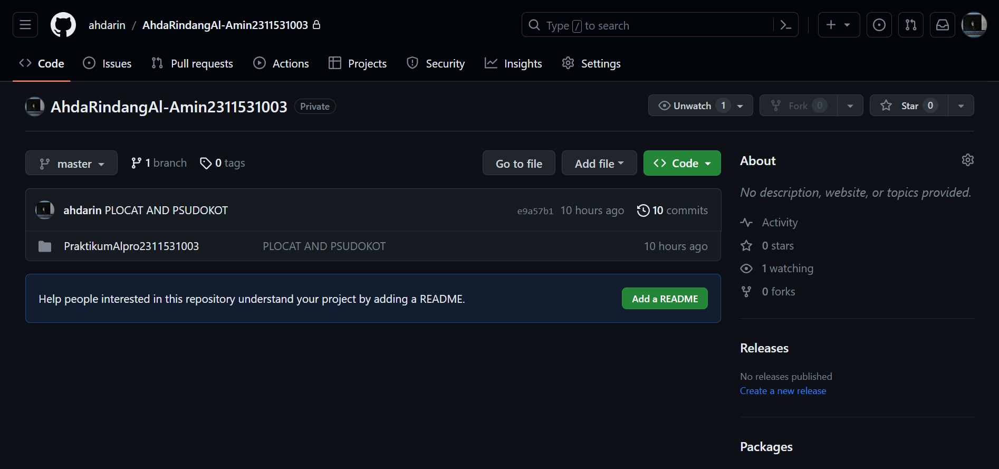 ahdarin / AhdaRindangAl-Amin2311531003
Type / to search
Code Issues Pull requests Actions Projects Security Insights Settings
AhdaRindangAl-Amin2311531003 Private
Unwatch 1 Fork 0 Star 0
master 1 branch 0 tags
Go to file Add file Code
ahdarin PLOCAT AND PSUDOKOT e9a57b1 10 hours ago 10 commits
PraktikumAlpro2311531003 PLOCAT AND PSUDOKOT 10 hours ago
Help people interested in this repository understand your project by adding a README. Add a README
About
No description, website, or topics provided.
Activity
0 stars
1 watching
0 forks
Releases
No releases published
Create a new release
Packages